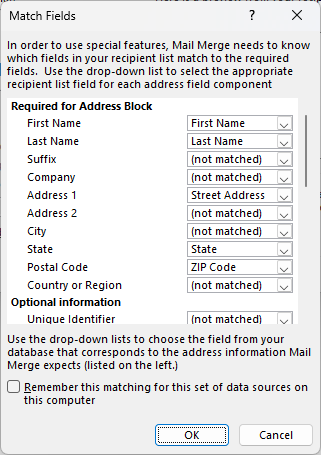 Match Fields ? ×
In order to use special features, Mail Merge needs to know
which fields in your recipient list match to the required
fields. Use the drop-down list to select the appropriate
recipient list field for each address field component
Required for Address Block
First Name First Name
Last Name Last Name
Suffix (not matched)
Company (not matched)
Address 1 Street Address
Address 2 (not matched)
City (not matched)
State State
Postal Code ZIP Code
Country or Region (not matched)
Optional information
Unique Identifier (not matched)
Use the drop-down lists to choose the field from your
database that corresponds to the address information Mail
Merge expects (listed on the left.)
Remember this matching for this set of data sources on
this computer
OK Cancel